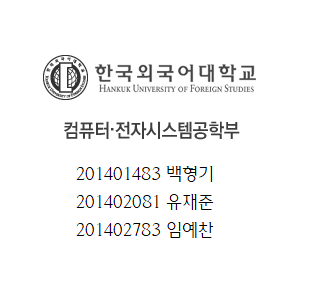 한국외국어대학교
HANKUK UNIVERSITY OF FOREIGN STUDIES
컴퓨터·전자시스템공학부
201401483 백형기
201402081 유재준
201402783 임예찬